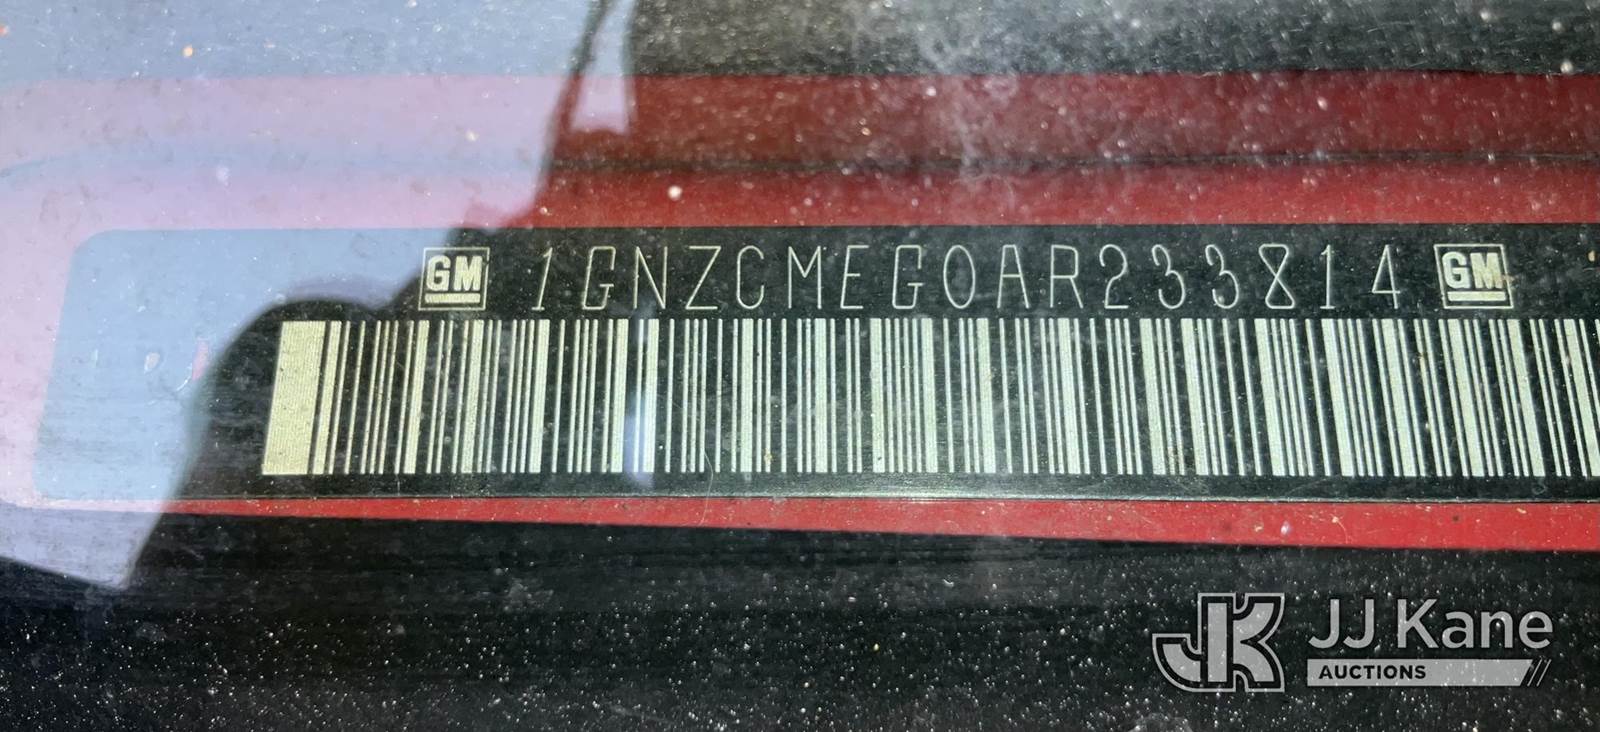 GM 1GNZCMEG0AR233814 GM
JJ Kane
AUCTIONS